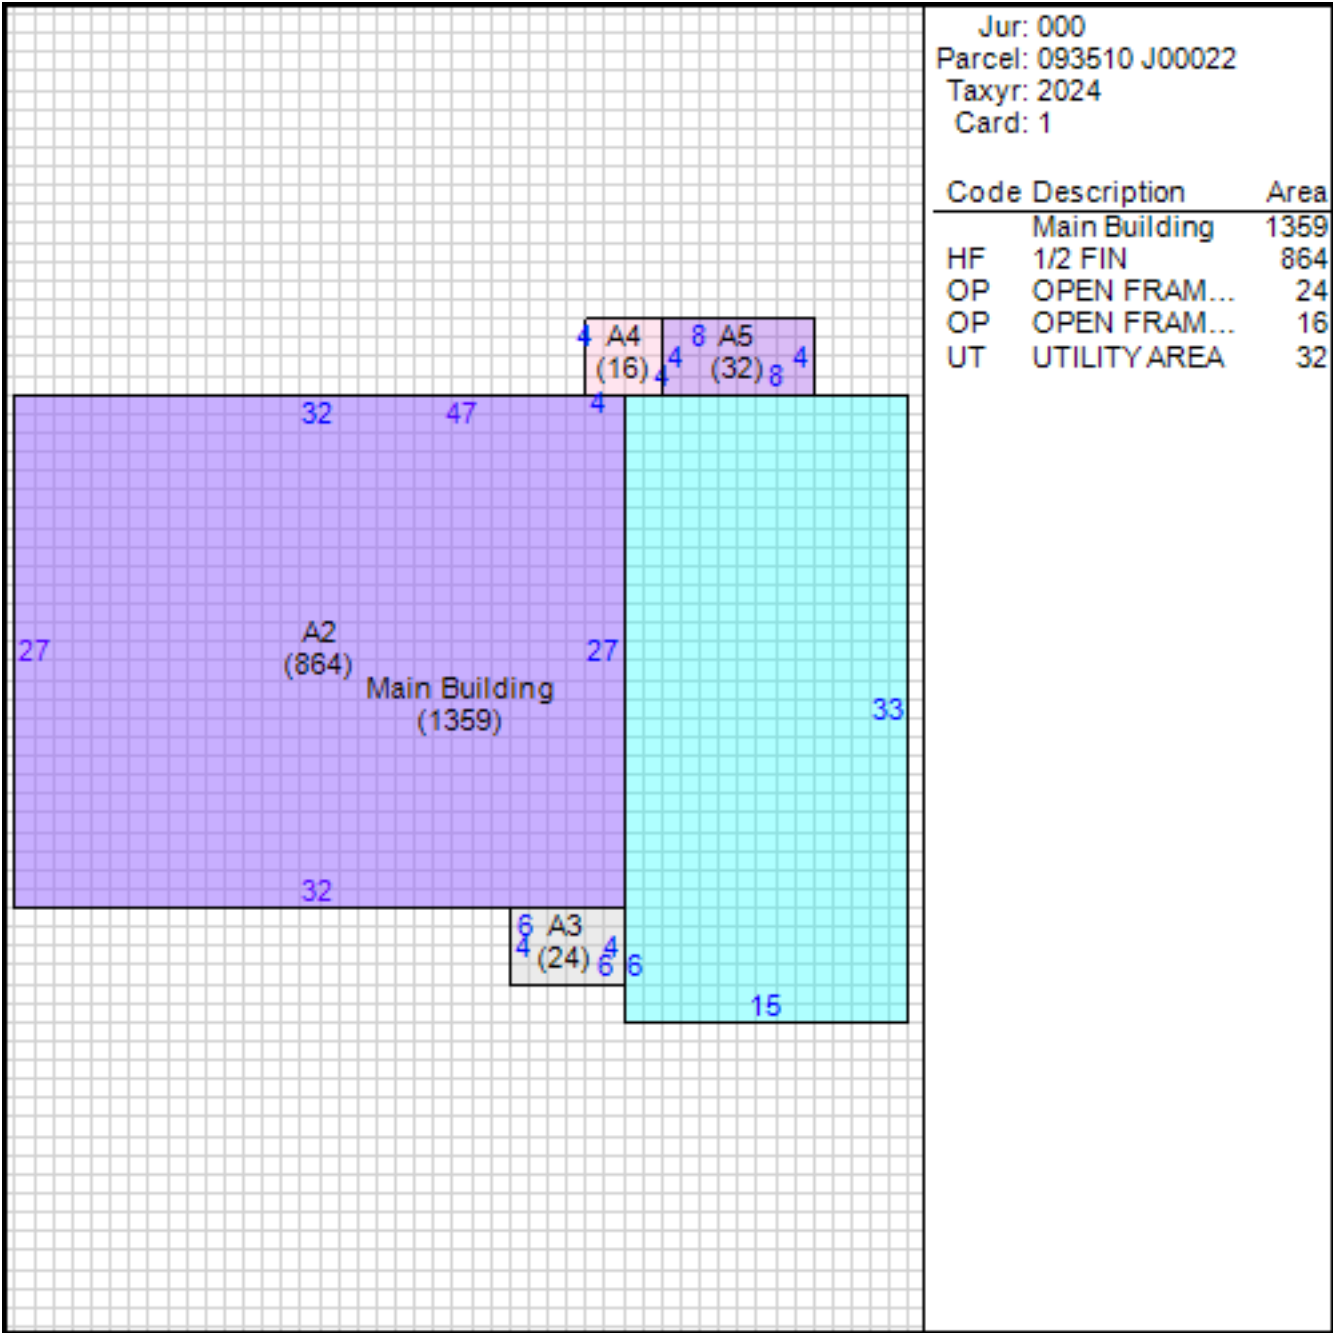 Jur: 000
Parcel: 093510 J00022
Taxyr: 2024
Card: 1
Code Description Area
Main Building 1359
HF 1/2 FIN 864
OP OPEN FRAM... 24
OP OPEN FRAM... 16
UT UTILITY AREA 32
4 A4 8 A5
4 4
(16) 4 (32) 8
4
32 47
A2
(864)
27 27
Main Building
(1359)
33
32
6 A3
4 4
(24) 6 6
15